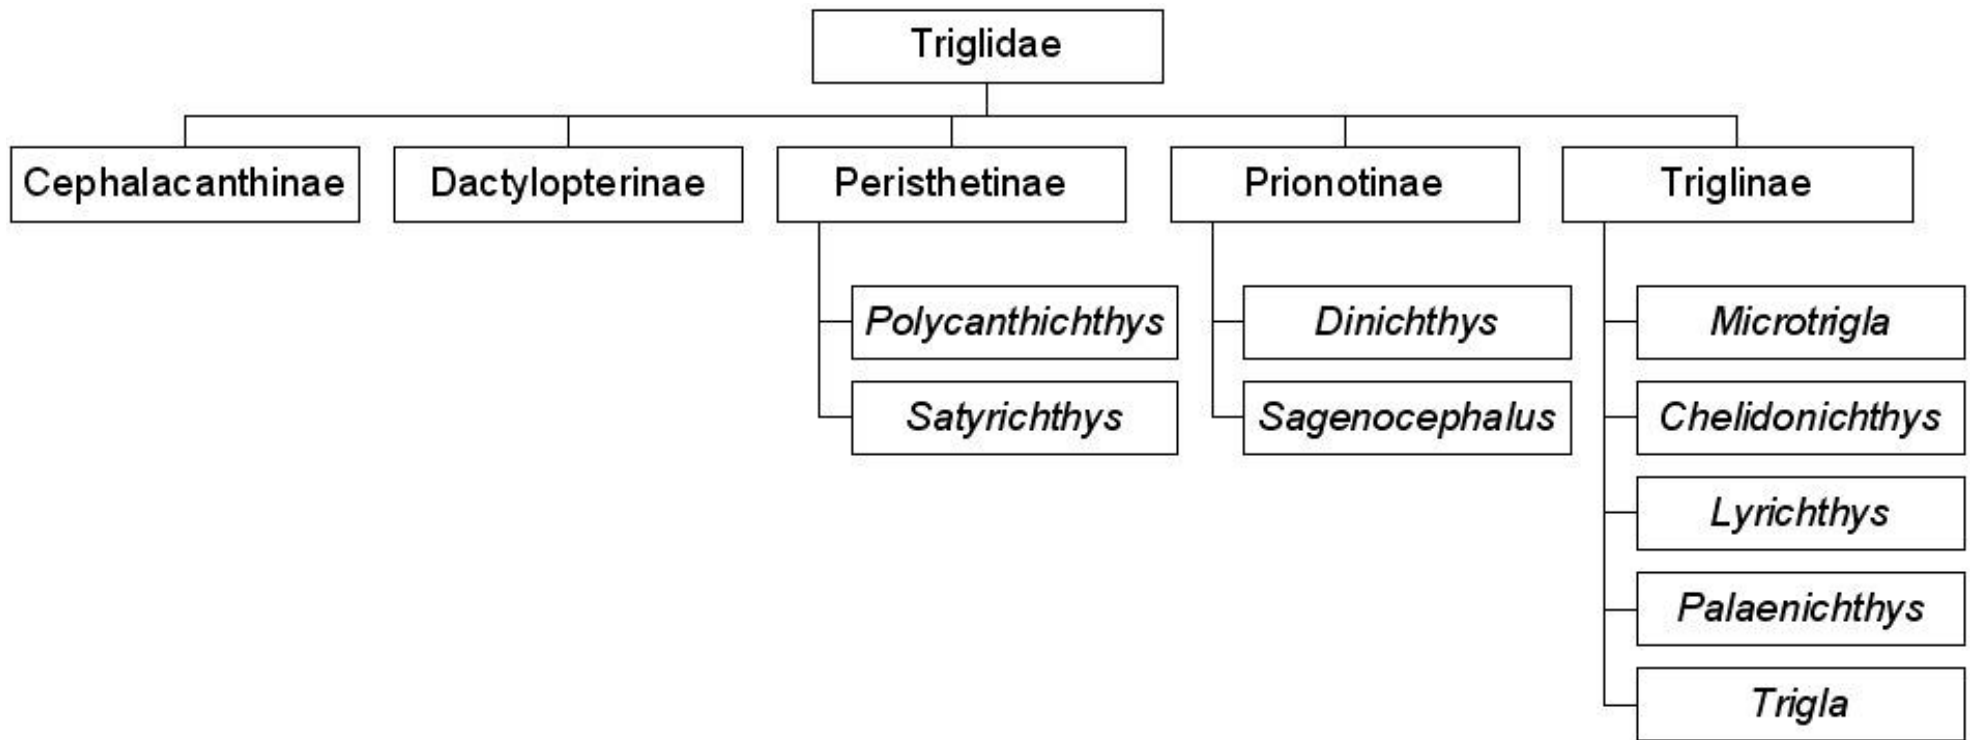 Triglidae
Cephalacanthinae
Dactylopterinae
Peristhetinae
Prionotinae
Triglinae
Polycanthichthys
Satyrichthys
Dinichthys
Sagenocephalus
Microtrigla
Chelidonichthys
Lyrichthys
Palaenichthys
Trigla